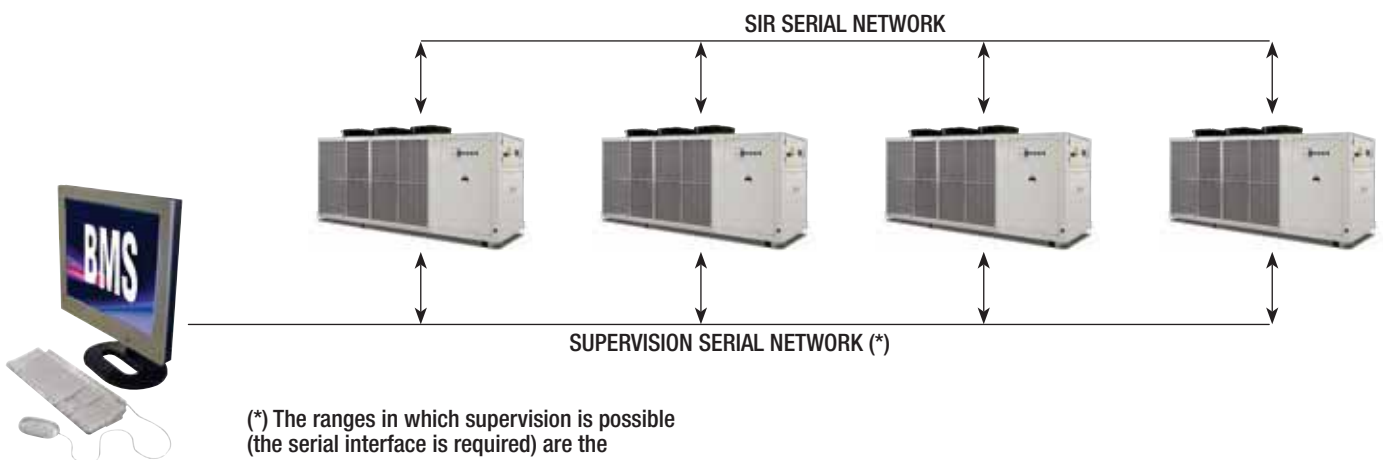 SIR SERIAL NETWORK
BMS
SUPERVISION SERIAL NETWORK (*)
(*) The ranges in which supervision is possible
(the serial interface is required) are the